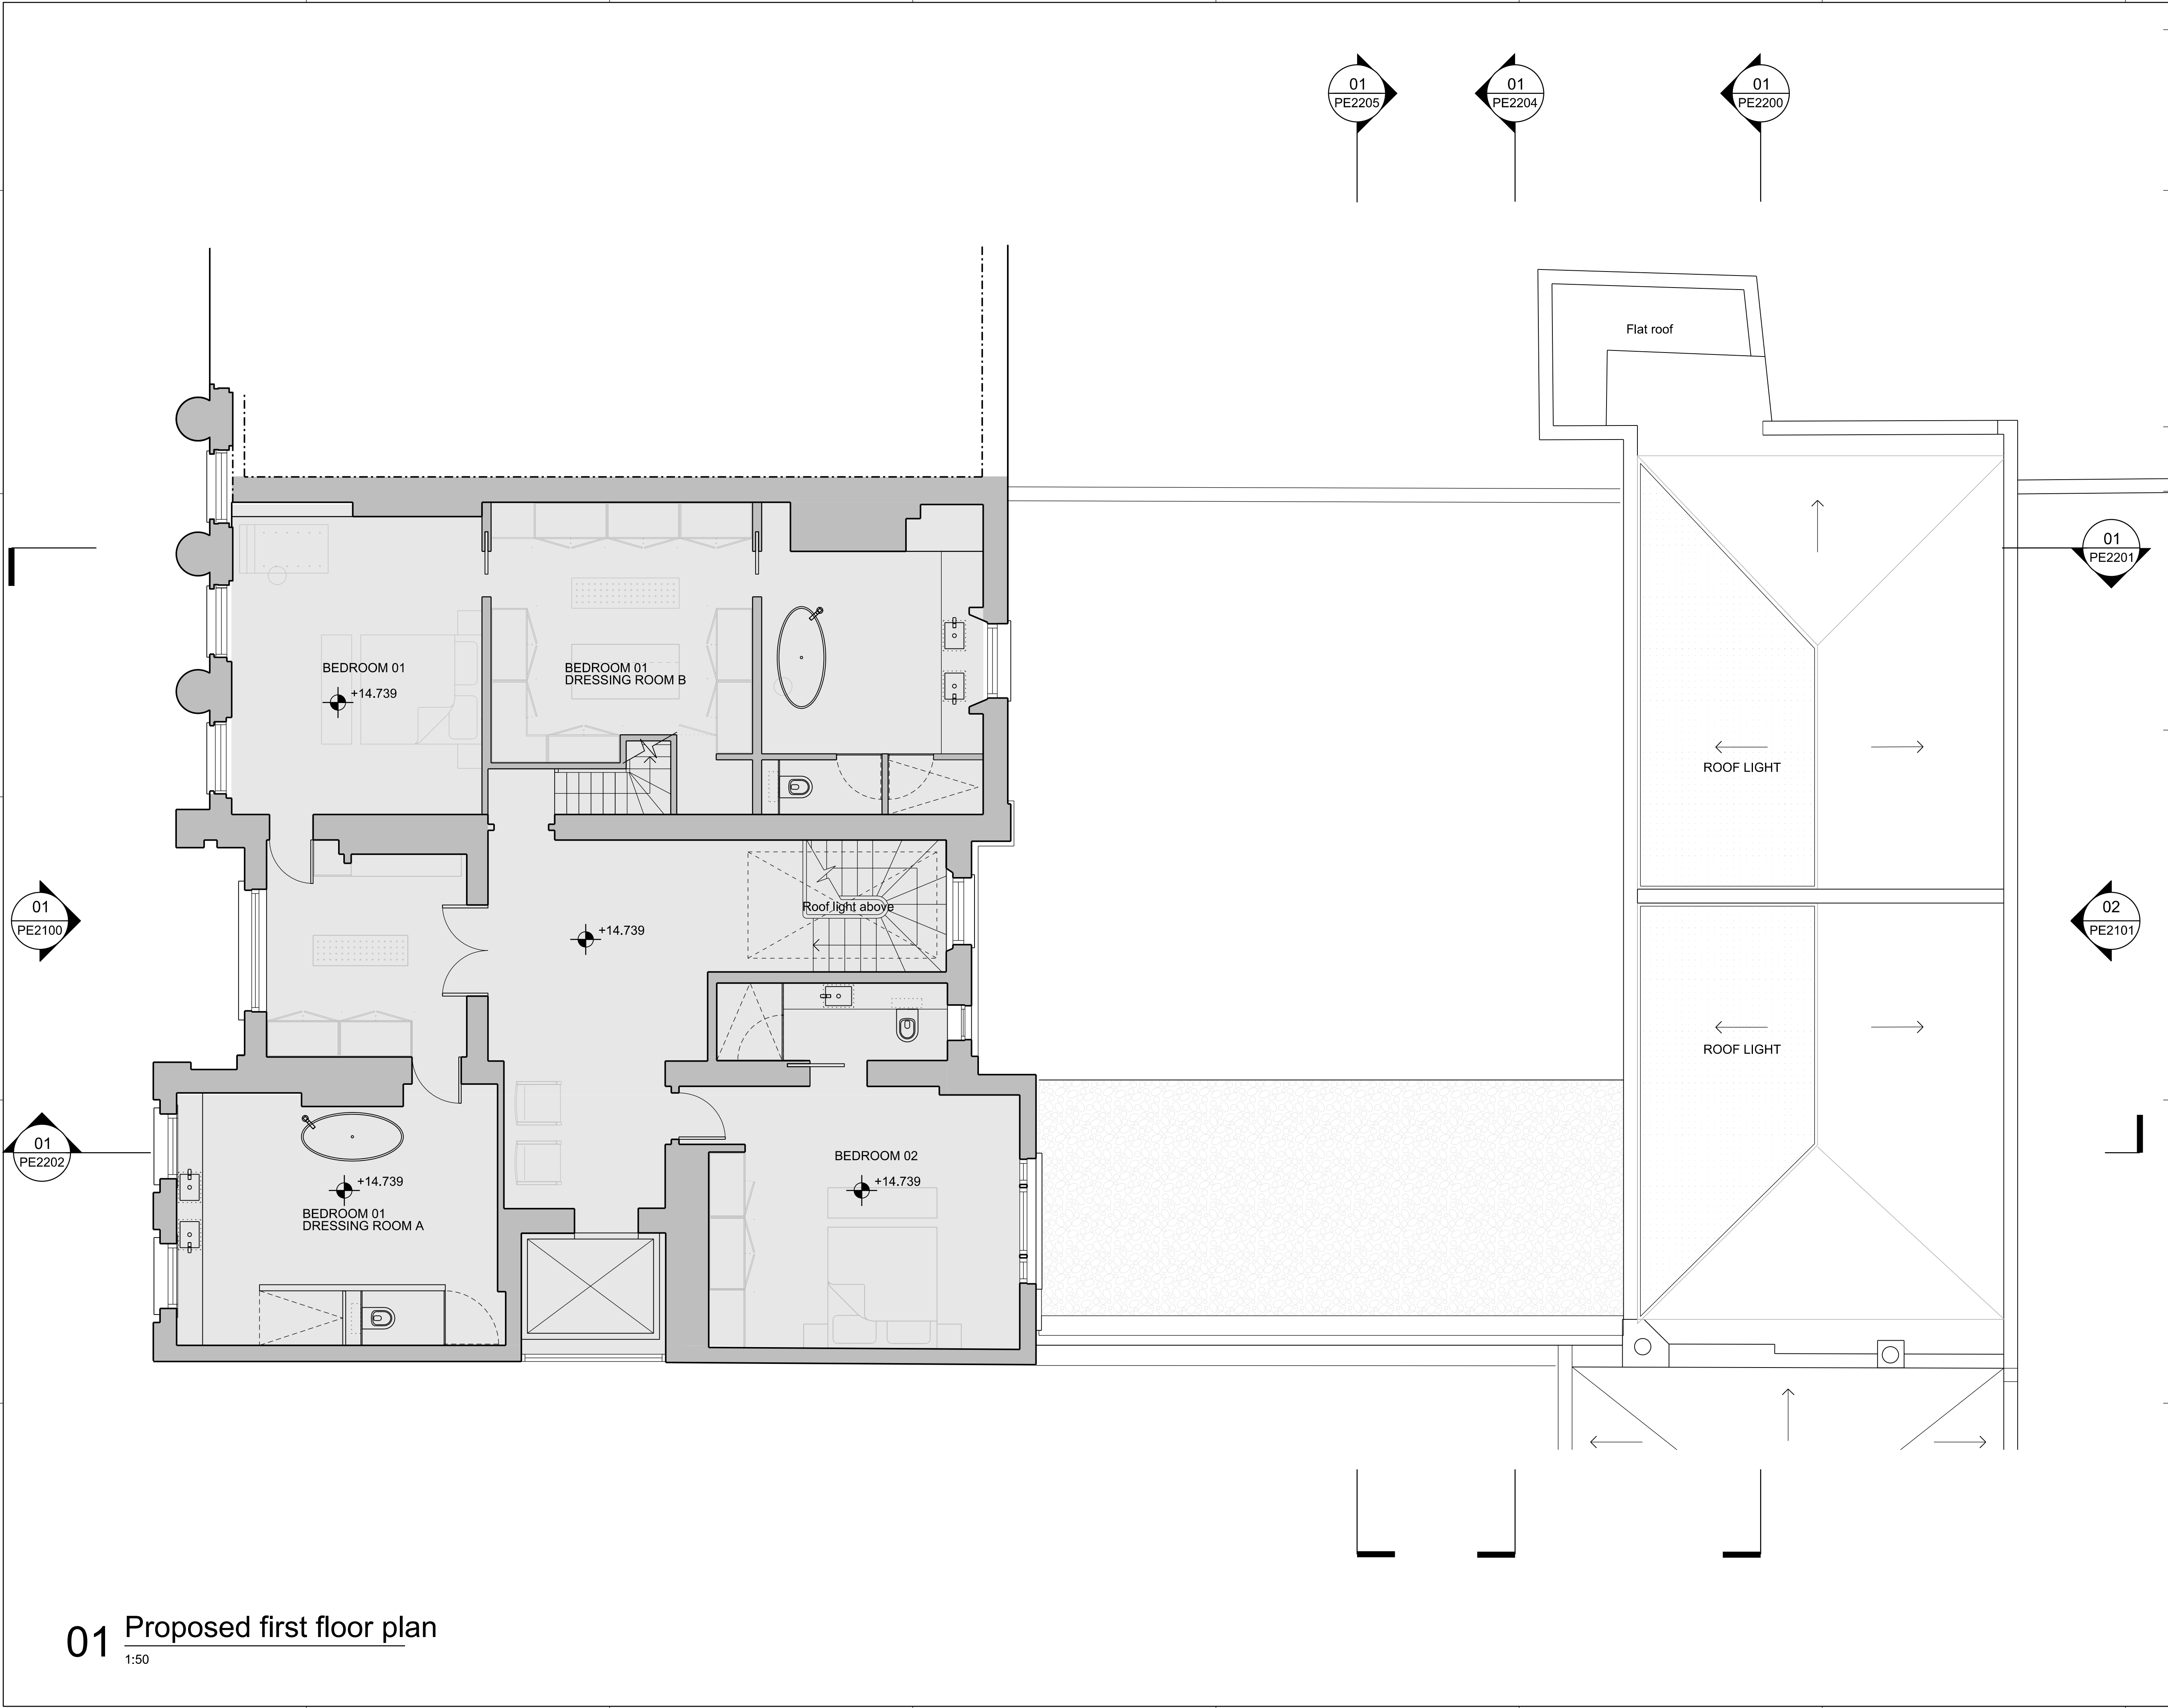 01
PE2205
01
PE2204
01
PE2200
Flat roof
01
PE2201
BEDROOM 01
+14.739
BEDROOM 01
DRESSING ROOM B
ROOF LIGHT
01
PE2100
Roof light above
+14.739
02
PE2101
ROOF LIGHT
01
PE2202
BEDROOM 02
+14.739
+14.739
BEDROOM 01
DRESSING ROOM A
01
Proposed first floor plan
1:50